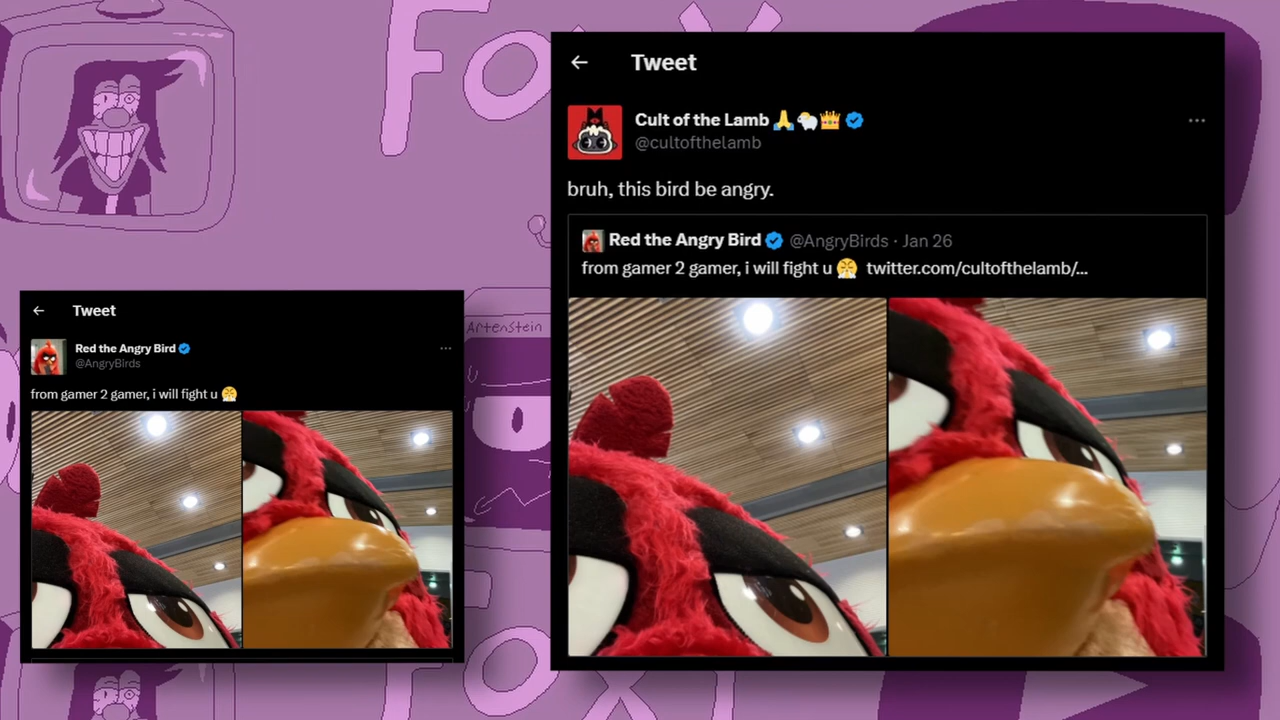 Fox
Artenstein
Tweet
Red the Angry Bird
@AngryBirds
from gamer 2 gamer, i will fight u 😤
Tweet
Cult of the Lamb 🙏🐑👑
@cultofthelamb
bruh, this bird be angry.
Red the Angry Bird @AngryBirds · Jan 26
from gamer 2 gamer, i will fight u 😤 twitter.com/cultofthelamb/...
Fox